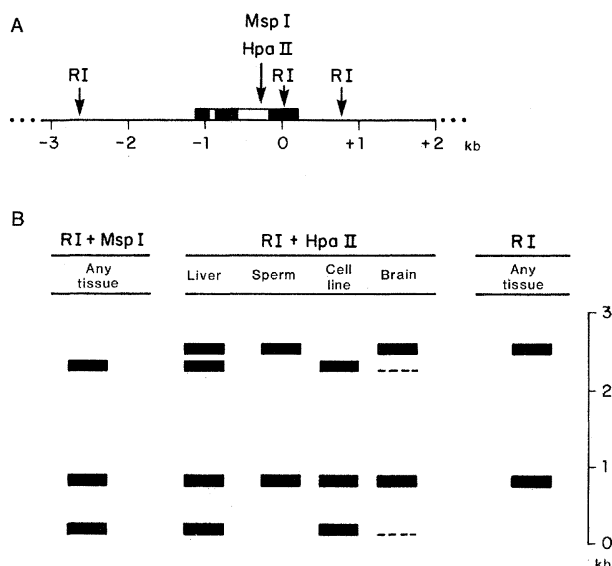 A
Msp I
Hpa II
RI RI RI
-3 -2 -1 0 +1 +2 kb
B
RI + Msp I RI + Hpa II RI
Any tissue Liver Sperm Cell line Brain Any tissue
3
2
1
0
kb